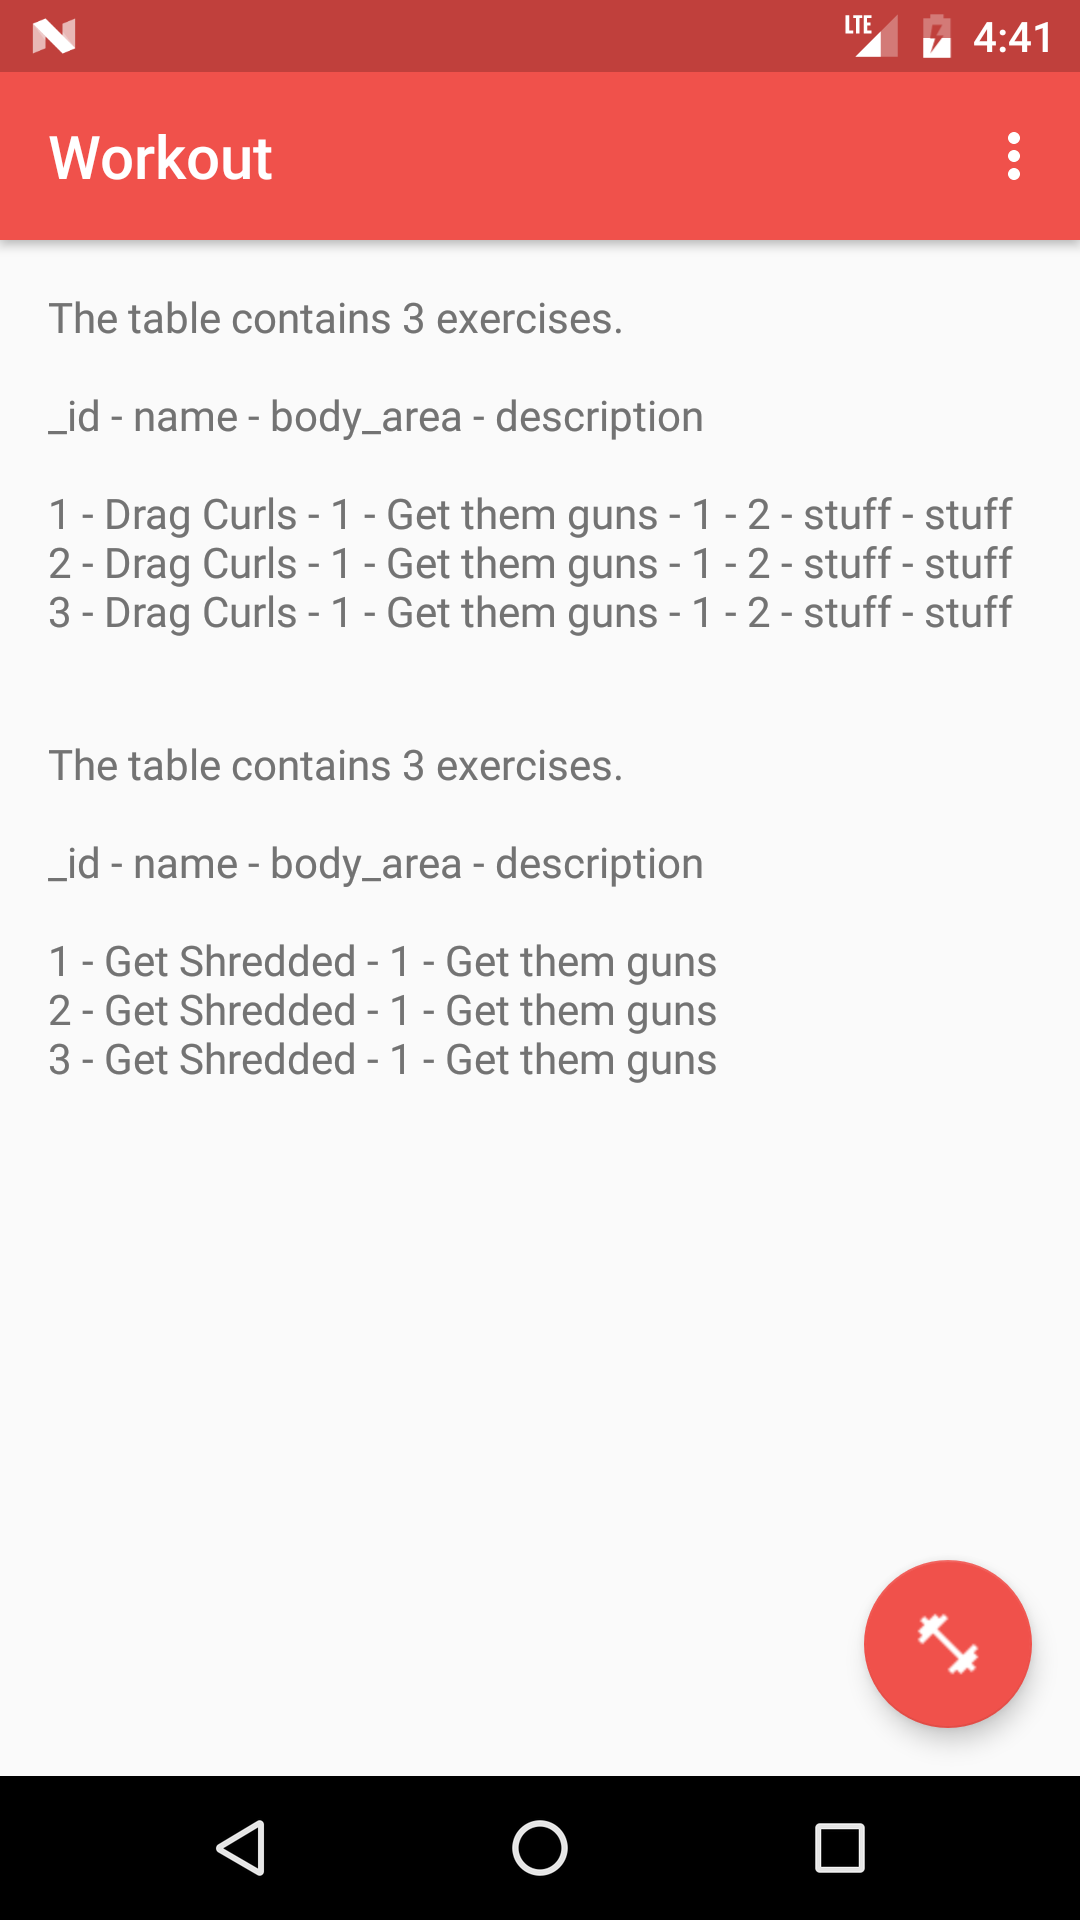 LTE 4:41
Workout
The table contains 3 exercises.
_id - name - body_area - description
1 - Drag Curls - 1 - Get them guns - 1 - 2 - stuff - stuff
2 - Drag Curls - 1 - Get them guns - 1 - 2 - stuff - stuff
3 - Drag Curls - 1 - Get them guns - 1 - 2 - stuff - stuff
The table contains 3 exercises.
_id - name - body_area - description
1 - Get Shredded - 1 - Get them guns
2 - Get Shredded - 1 - Get them guns
3 - Get Shredded - 1 - Get them guns